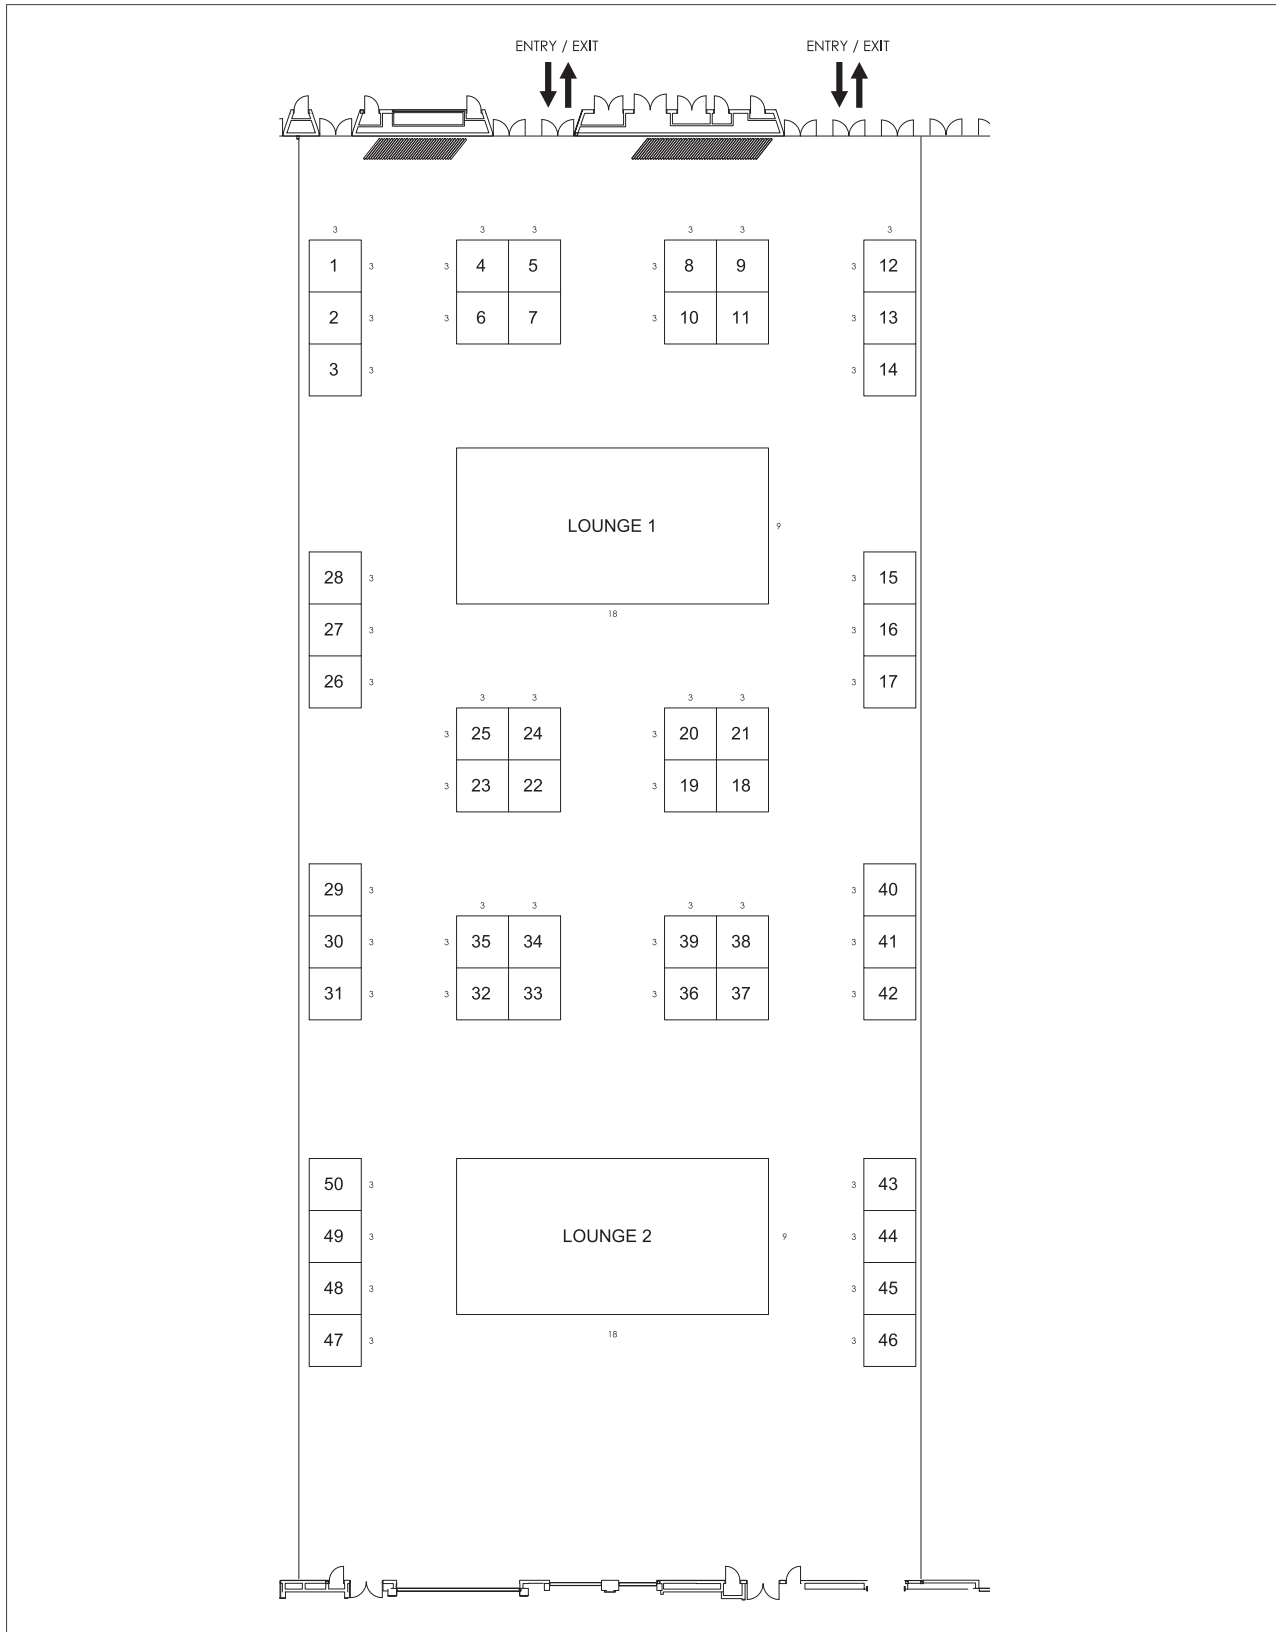 ENTRY / EXIT ENTRY / EXIT
3 3 3 3 3 3
1 3 3 4 5 3 8 9 3 12
2 3 3 6 7 3 10 11 3 13
3 3 3 14
LOUNGE 1 9
28 3 3 15
18
27 3 3 16
26 3 3 17
3 3 3 3
3 25 24 3 20 21
3 23 22 3 19 18
29 3 3 40
3 3 3 3
30 3 3 35 34 3 39 38 3 41
31 3 3 32 33 3 36 37 3 42
50 3 3 43
49 3 LOUNGE 2 9 3 44
48 3 3 45
18
47 3 3 46